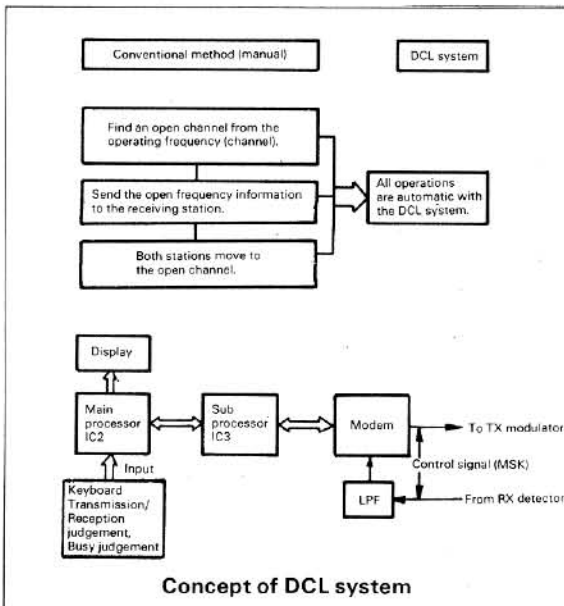 Conventional method (manual)
DCL system
Find an open channel from the
operating frequency (channel).
Send the open frequency information
to the receiving station.
Both stations move to
the open channel.
All operations
are automatic with
the DCL system.
Display
Main
processor
IC2
Sub
processor
IC3
Modem
To TX modulator
Control signal (MSK)
Input
Keyboard
Transmission/
Reception
judgement,
Busy judgement
LPF
From RX detector
Concept of DCL system